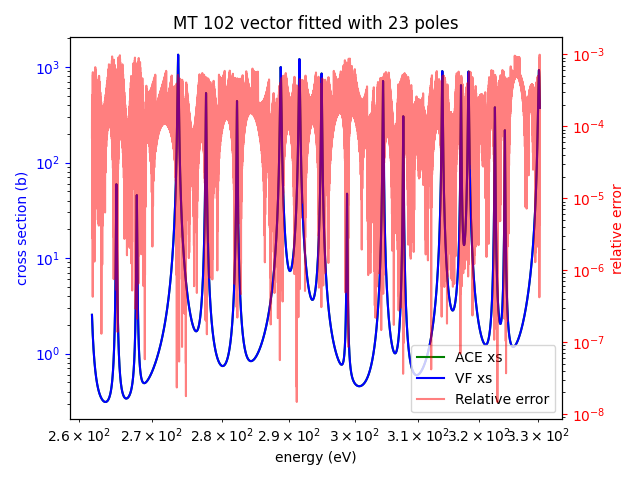 MT 102 vector fitted with 23 poles
cross section (b)
10³
10²
10¹
10⁰
relative error
10⁻³
10⁻⁴
10⁻⁵
10⁻⁶
10⁻⁷
10⁻⁸
ACE xs
VF xs
Relative error
2.6 × 10² 2.7 × 10² 2.8 × 10² 2.9 × 10² 3 × 10² 3.1 × 10² 3.2 × 10² 3.3 × 10²
energy (eV)